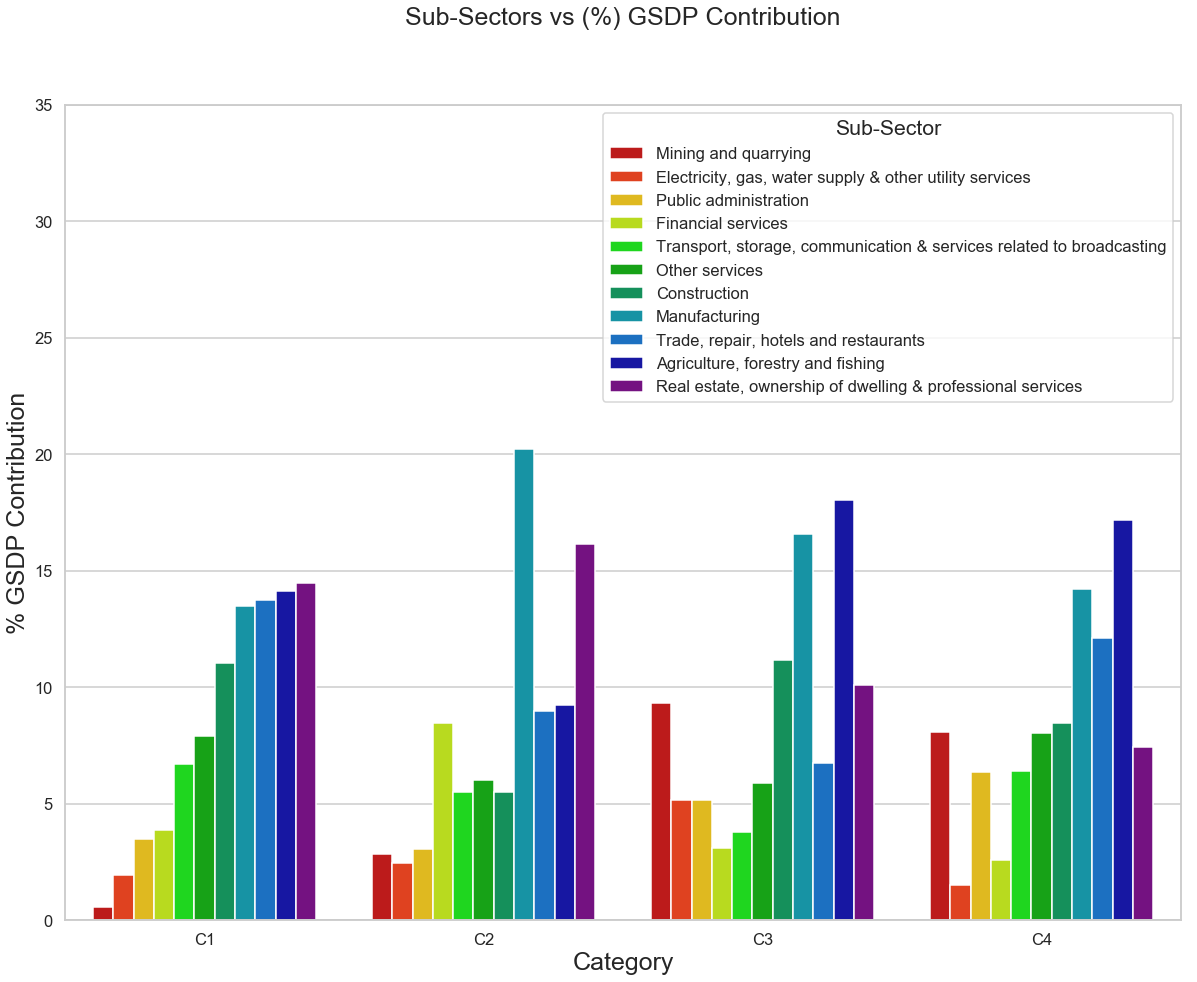 Sub-Sectors vs (%) GSDP Contribution
35
30
25
20
15
10
5
0
% GSDP Contribution
Sub-Sector
Mining and quarrying
Electricity, gas, water supply & other utility services
Public administration
Financial services
Transport, storage, communication & services related to broadcasting
Other services
Construction
Manufacturing
Trade, repair, hotels and restaurants
Agriculture, forestry and fishing
Real estate, ownership of dwelling & professional services
C1 C2 C3 C4
Category